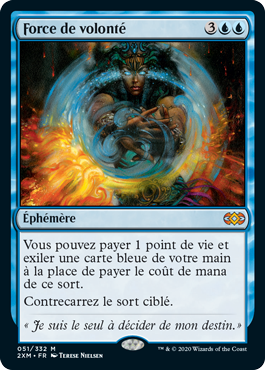 Force de volonté 3
Éphémère
Vous pouvez payer 1 point de vie et
exiler une carte bleue de votre main
à la place de payer le coût de mana
de ce sort.
Contrecarrez le sort ciblé.
« Je suis le seul à décider de mon destin. »
051/332 M
2XM • FR Terese Nielsen
™ & © 2020 Wizards of the Coast